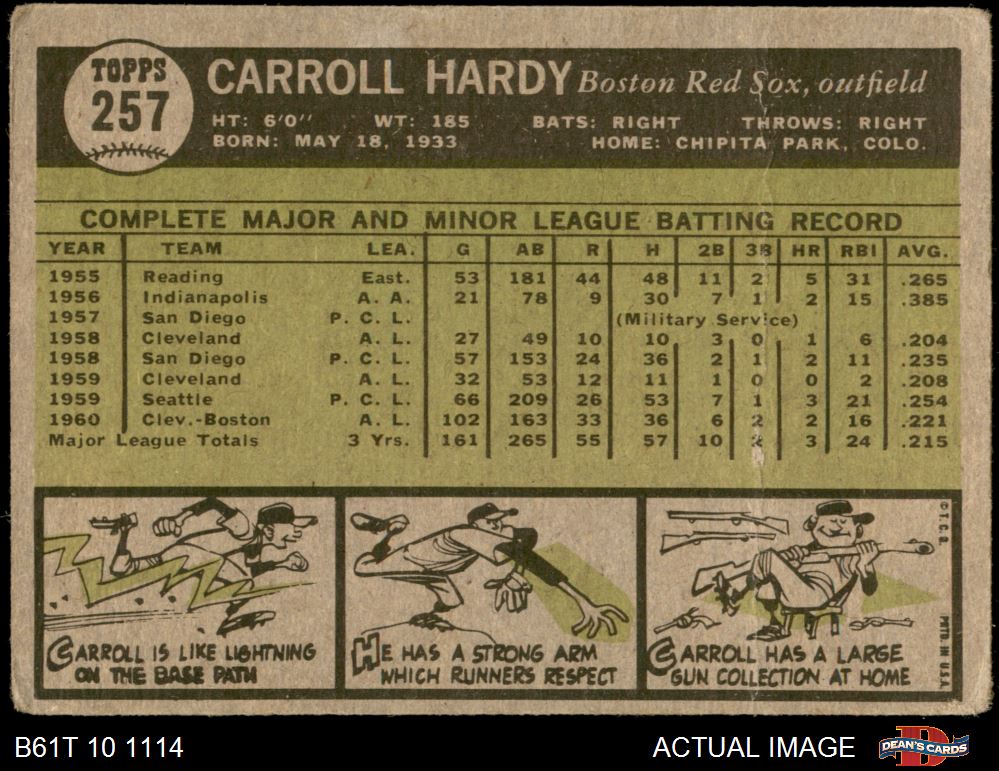 TOPPS
257
CARROLL HARDY Boston Red Sox, outfield
HT: 6'0" WT: 185 BATS: RIGHT THROWS: RIGHT
BORN: MAY 18, 1933 HOME: CHIPITA PARK, COLO.
COMPLETE MAJOR AND MINOR LEAGUE BATTING RECORD
YEAR TEAM LEA. G AB R H 2B 3B HR RBI AVG.
1955 Reading East. 53 181 44 48 11 2 5 31 .265
1956 Indianapolis A. A. 21 78 9 30 7 1 2 15 .385
1957 San Diego P. C. L. (Military Service)
1958 Cleveland A. L. 27 49 10 10 3 0 1 6 .204
1958 San Diego P. C. L. 57 153 24 36 2 1 2 11 .235
1959 Cleveland A. L. 32 53 12 11 1 0 0 2 .208
1959 Seattle P. C. L. 66 209 26 53 7 1 3 21 .254
1960 Clev.-Boston A. L. 102 163 33 36 6 2 2 16 .221
Major League Totals 3 Yrs. 161 265 55 57 10 2 3 24 .215
CARROLL IS LIKE LIGHTNING
ON THE BASE PATH
HE HAS A STRONG ARM
WHICH RUNNERS RESPECT
CARROLL HAS A LARGE
GUN COLLECTION AT HOME
© T. C. G.
PRTD. IN U.S.A.
B61T 10 1114
ACTUAL IMAGE
D
DEAN'S CARDS